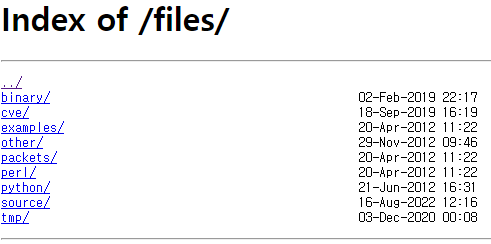 Index of /files/
../
binary/ 02-Feb-2019 22:17
cve/ 18-Sep-2019 16:19
examples/ 20-Apr-2012 11:22
other/ 29-Nov-2012 09:46
packets/ 20-Apr-2012 11:22
perl/ 20-Apr-2012 11:22
python/ 21-Jun-2012 16:31
source/ 16-Aug-2022 12:16
tmp/ 03-Dec-2020 00:08